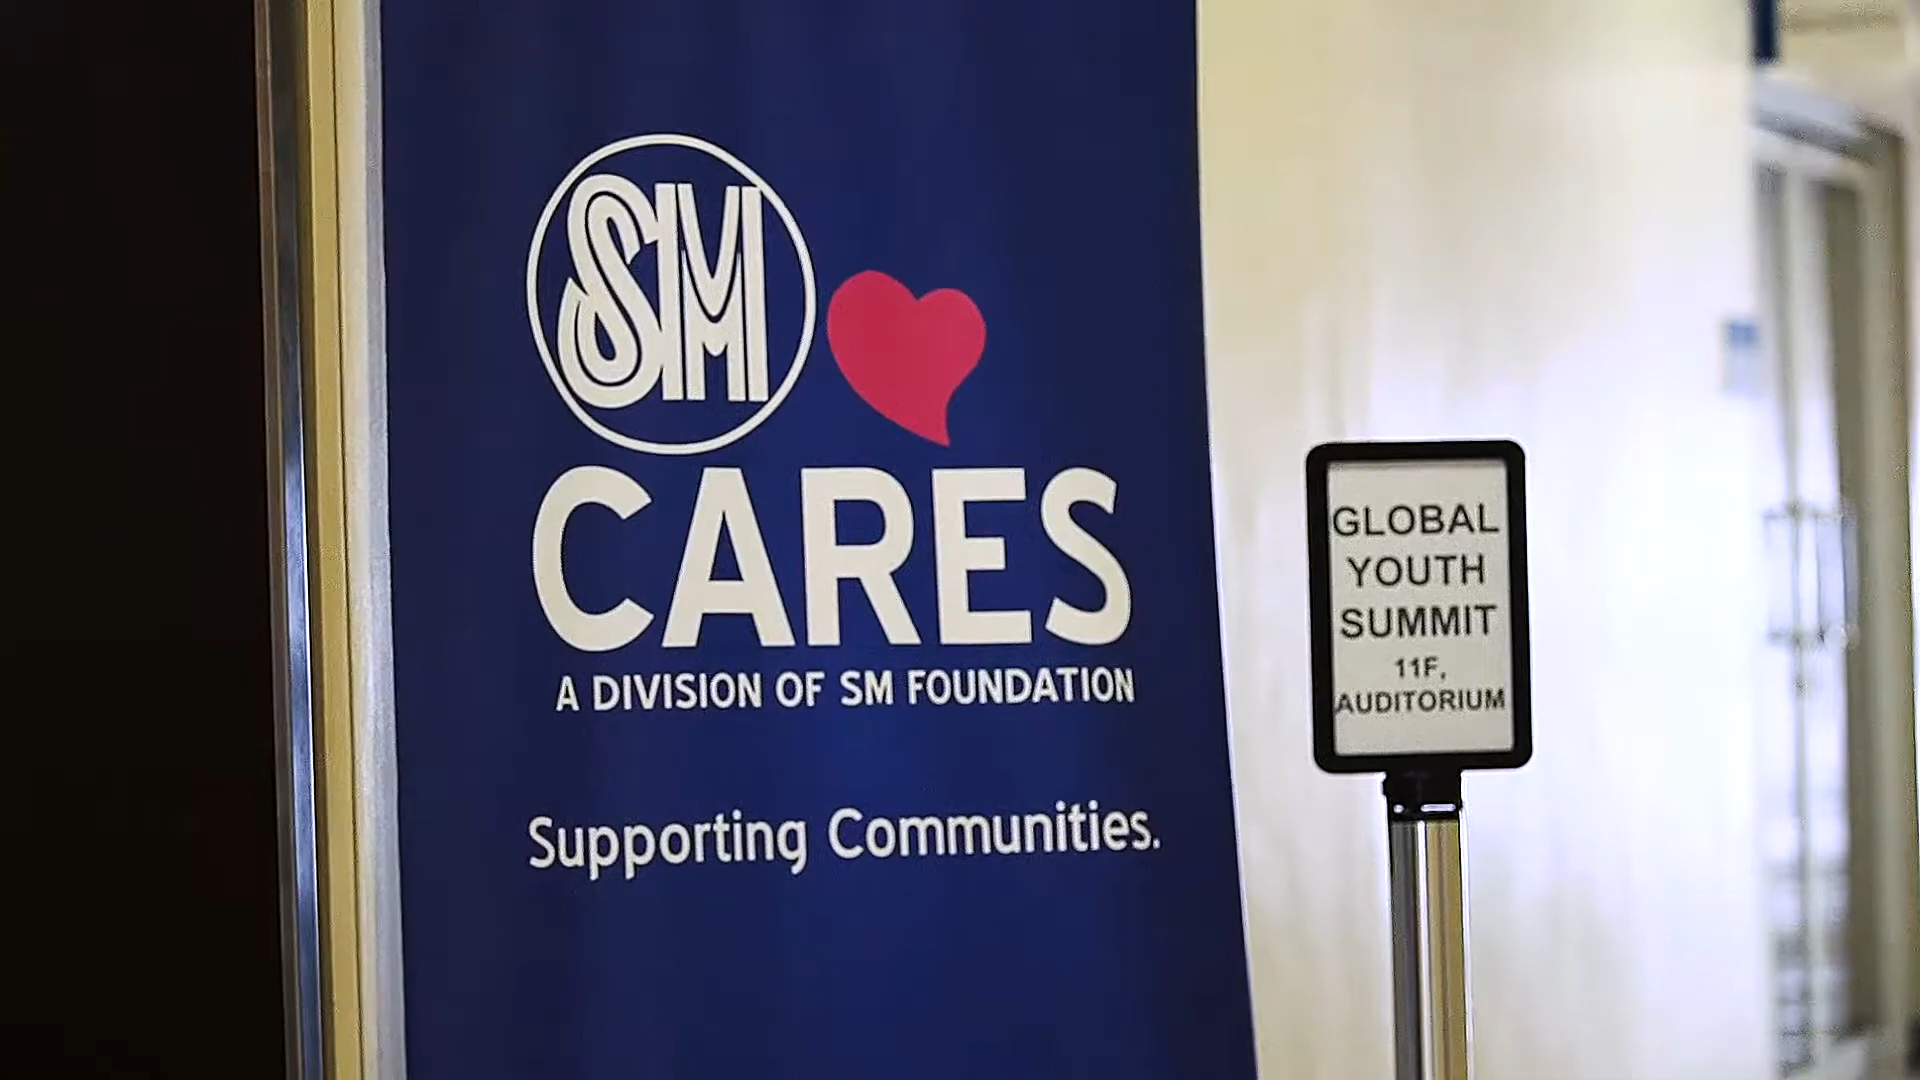 SM
CARES
A DIVISION OF SM FOUNDATION
Supporting Communities.
GLOBAL
YOUTH
SUMMIT
11F,
AUDITORIUM